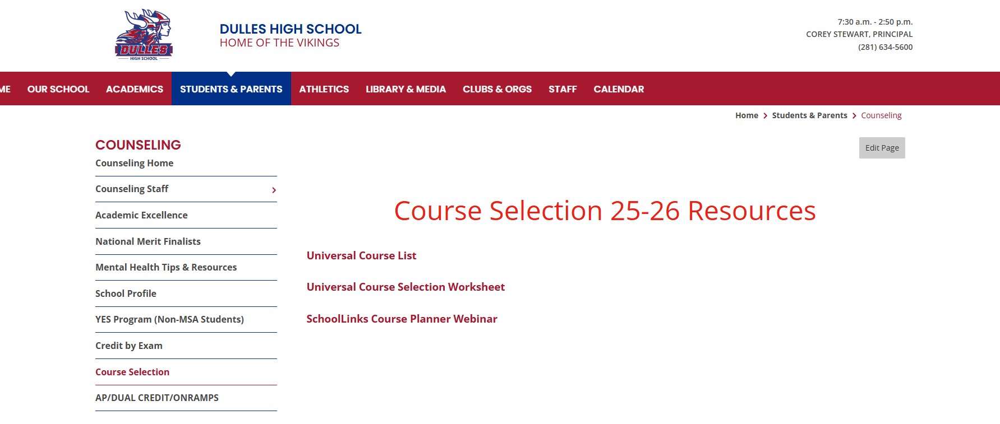 DULLES
HIGH SCHOOL
DULLES HIGH SCHOOL
HOME OF THE VIKINGS
7:30 a.m. - 2:50 p.m.
COREY STEWART, PRINCIPAL
(281) 634-5600
ME OUR SCHOOL ACADEMICS STUDENTS & PARENTS ATHLETICS LIBRARY & MEDIA CLUBS & ORGS STAFF CALENDAR
Home > Students & Parents > Counseling
COUNSELING
Counseling Home
Counseling Staff >
Academic Excellence
National Merit Finalists
Mental Health Tips & Resources
School Profile
YES Program (Non-MSA Students)
Credit by Exam
Course Selection
AP/DUAL CREDIT/ONRAMPS
Edit Page
Course Selection 25-26 Resources
Universal Course List
Universal Course Selection Worksheet
SchoolLinks Course Planner Webinar